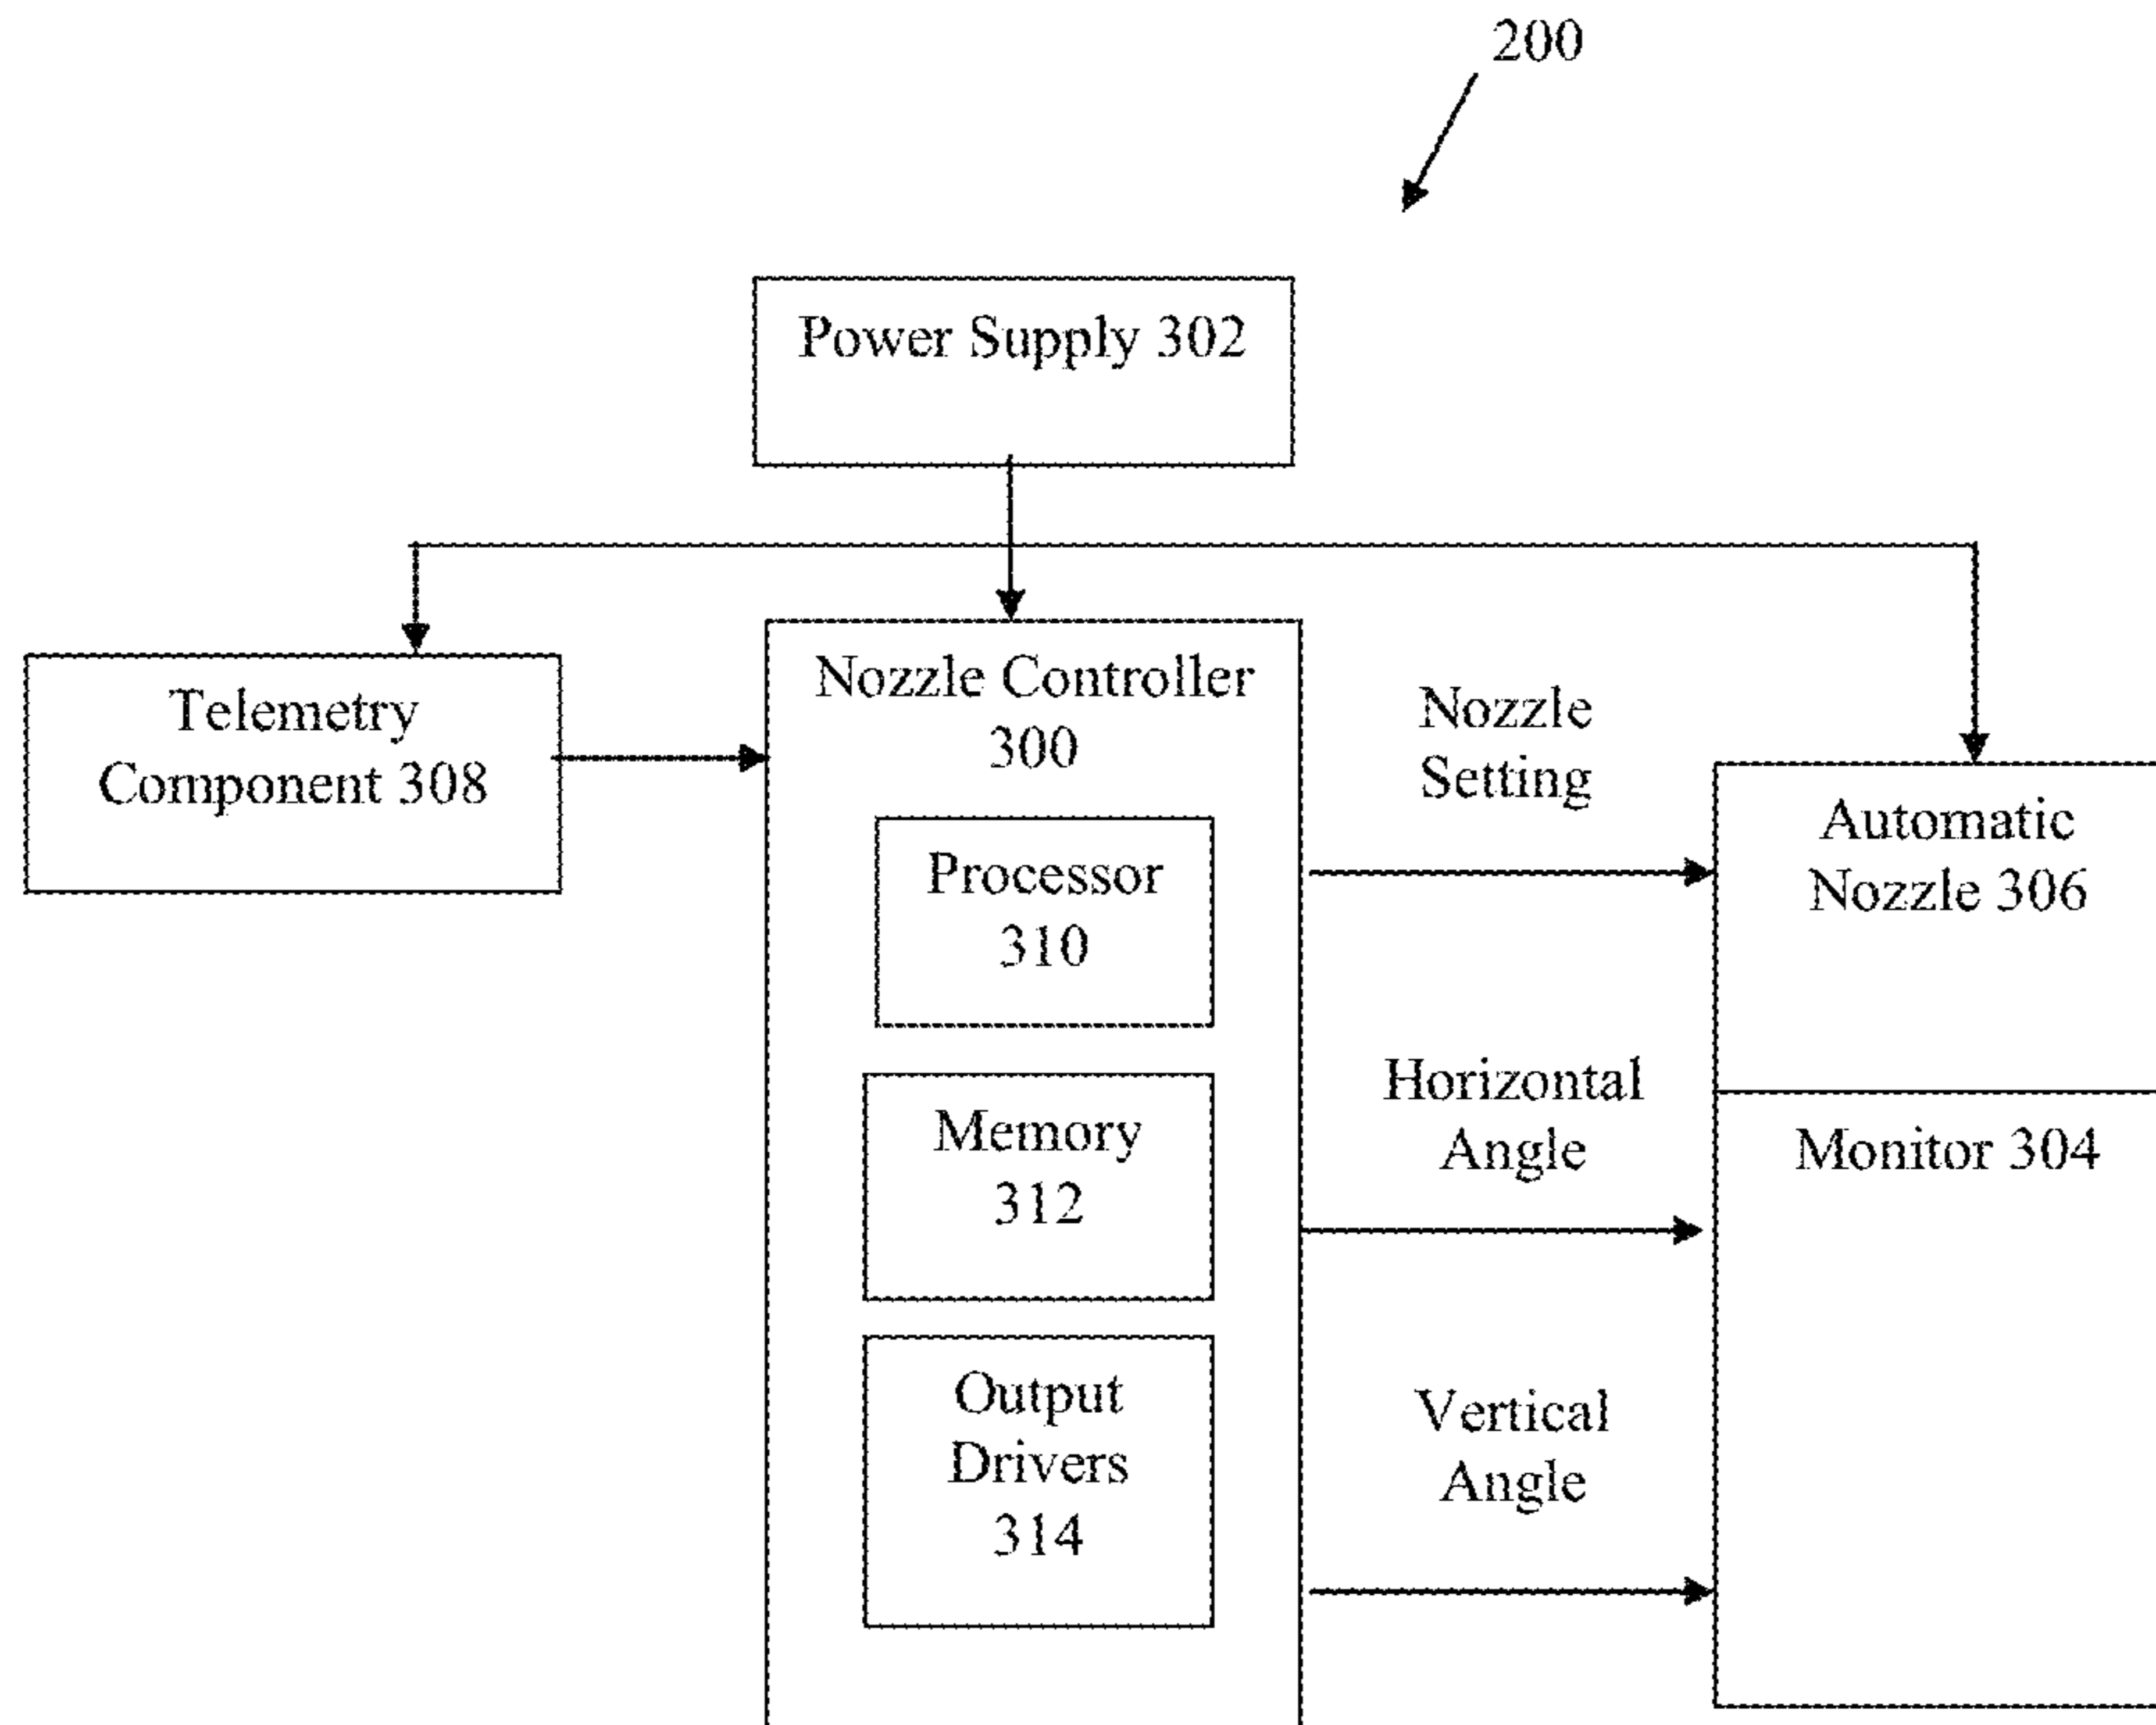 200
Power Supply 302
Telemetry
Component 308
Nozzle Controller
300
Processor
310
Memory
312
Output
Drivers
314
Nozzle
Setting
Horizontal
Angle
Vertical
Angle
Automatic
Nozzle 306
Monitor 304